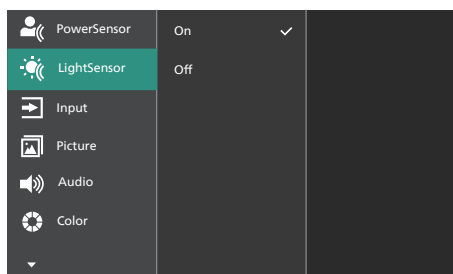 PowerSensor
LightSensor
Input
Picture
Audio
Color
On
Off